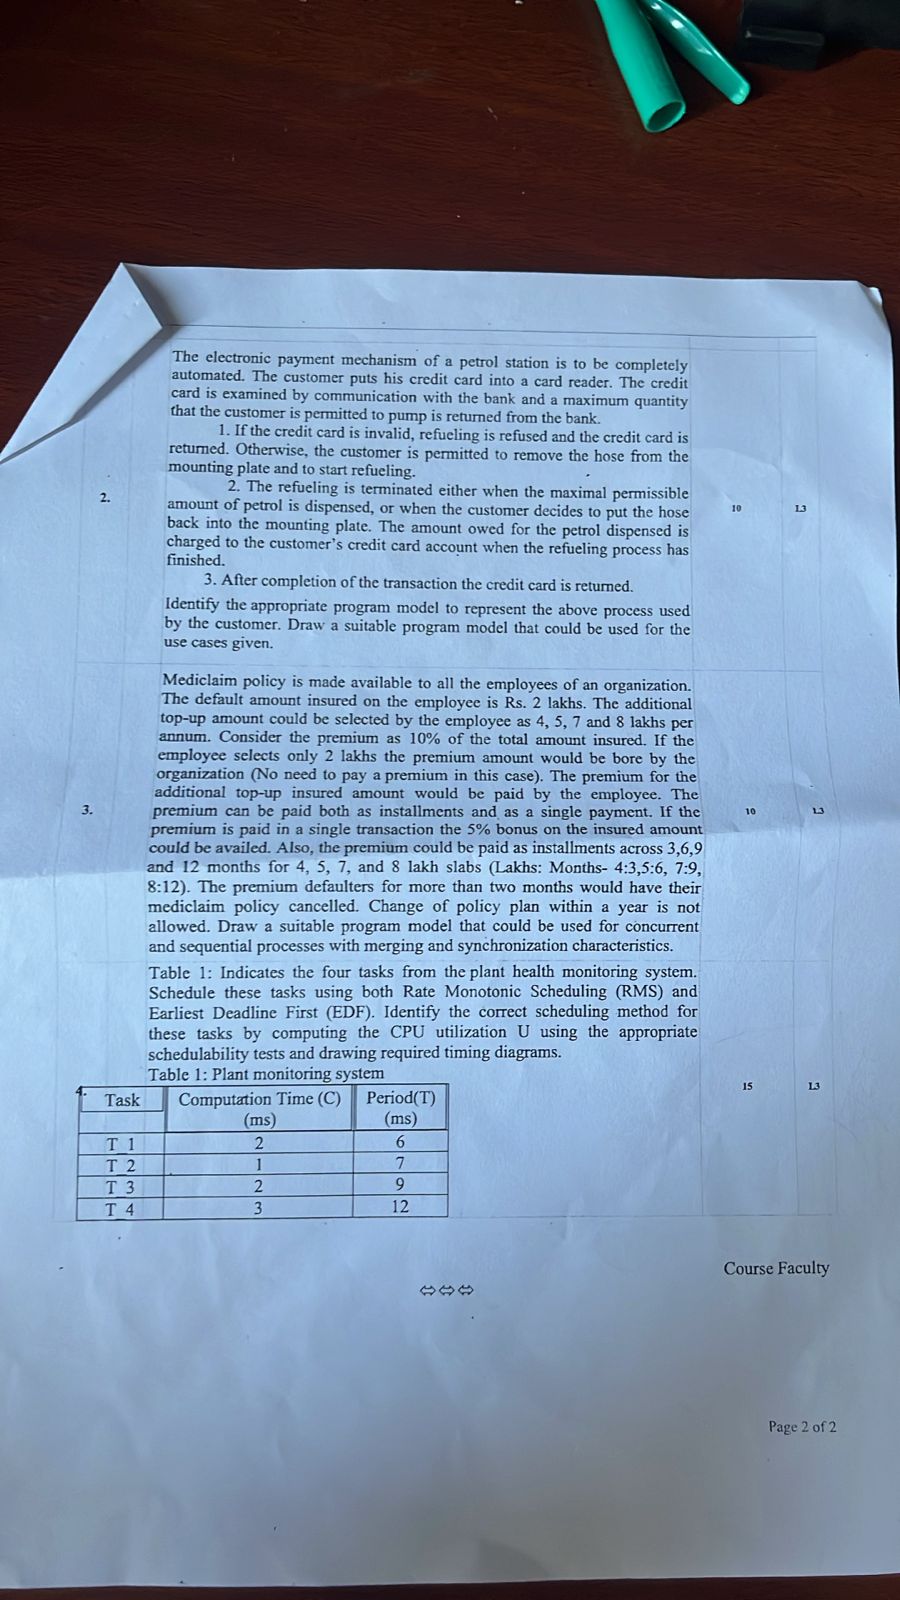 The electronic payment mechanism of a petrol station is to be completely
automated. The customer puts his credit card into a card reader. The credit
card is examined by communication with the bank and a maximum quantity
that the customer is permitted to pump is returned from the bank.
1. If the credit card is invalid, refueling is refused and the credit card is
returned. Otherwise, the customer is permitted to remove the hose from the
mounting plate and to start refueling.
2. The refueling is terminated either when the maximal permissible
2.
amount of petrol is dispensed, or when the customer decides to put the hose
10 L3
back into the mounting plate. The amount owed for the petrol dispensed is
charged to the customer's credit card account when the refueling process has
finished.
3. After completion of the transaction the credit card is returned.
Identify the appropriate program model to represent the above process used
by the customer. Draw a suitable program model that could be used for the
use cases given.
Mediclaim policy is made available to all the employees of an organization.
The default amount insured on the employee is Rs. 2 lakhs. The additional
top-up amount could be selected by the employee as 4, 5, 7 and 8 lakhs per
annum. Consider the premium as 10% of the total amount insured. If the
employee selects only 2 lakhs the premium amount would be bore by the
organization (No need to pay a premium in this case). The premium for the
additional top-up insured amount would be paid by the employee. The
3. premium can be paid both as installments and as a single payment. If the 10 L3
premium is paid in a single transaction the 5% bonus on the insured amount
could be availed. Also, the premium could be paid as installments across 3,6,9
and 12 months for 4, 5, 7, and 8 lakh slabs (Lakhs: Months- 4:3,5:6, 7:9,
8:12). The premium defaulters for more than two months would have their
mediclaim policy cancelled. Change of policy plan within a year is not
allowed. Draw a suitable program model that could be used for concurrent
and sequential processes with merging and synchronization characteristics.
Table 1: Indicates the four tasks from the plant health monitoring system.
Schedule these tasks using both Rate Monotonic Scheduling (RMS) and
Earliest Deadline First (EDF). Identify the correct scheduling method for
these tasks by computing the CPU utilization U using the appropriate
schedulability tests and drawing required timing diagrams.
Table 1: Plant monitoring system
4.
15 L3
Task Computation Time (C) Period(T)
(ms) (ms)
T 1 2 6
T 2 1 7
T 3 2 9
T 4 3 12
Course Faculty
⇔⇔⇔
Page 2 of 2